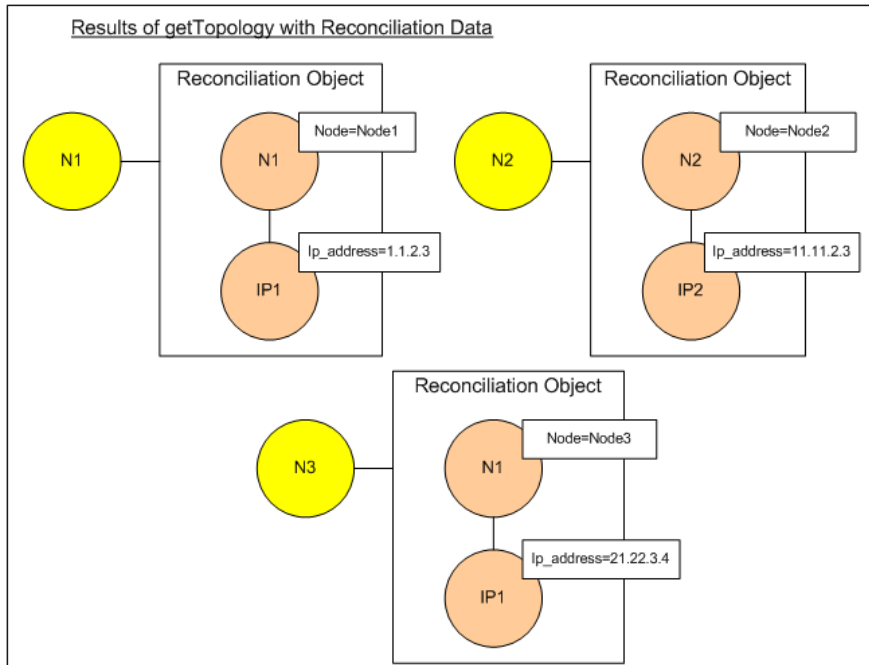 Results of getTopology with Reconciliation Data
Reconciliation Object
N1
N1
Node=Node1
Ip_address=1.1.2.3
IP1
Reconciliation Object
N2
N2
Node=Node2
Ip_address=11.11.2.3
IP2
Reconciliation Object
N3
N1
Node=Node3
Ip_address=21.22.3.4
IP1